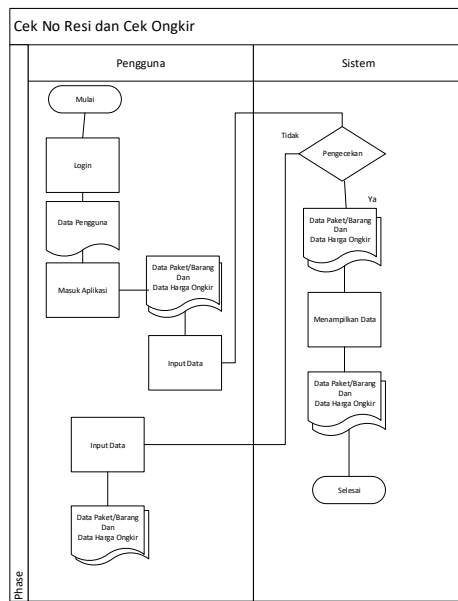 Cek No Resi dan Cek Ongkir
Pengguna
Sistem
Mulai
Login
Data Pengguna
Masuk Aplikasi
Data Paket/Barang
Dan
Data Harga Ongkir
Input Data
Tidak
Pengecekan
Ya
Data Paket/Barang
Dan
Data Harga Ongkir
Menampilkan Data
Data Paket/Barang
Dan
Data Harga Ongkir
Selesai
Input Data
Data Paket/Barang
Dan
Data Harga Ongkir
Phase